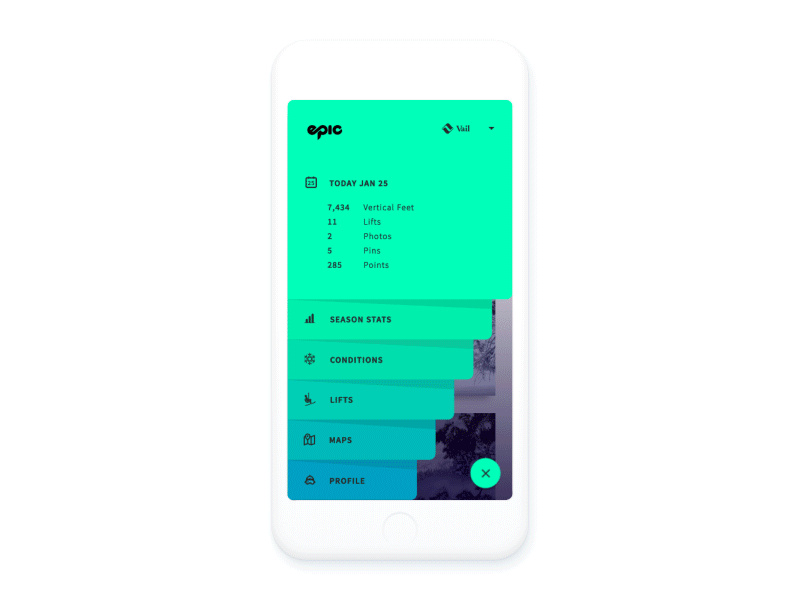 epic
Vail
25
TODAY JAN 25
7,434 Vertical Feet
11 Lifts
2 Photos
5 Pins
285 Points
SEASON STATS
CONDITIONS
LIFTS
MAPS
PROFILE